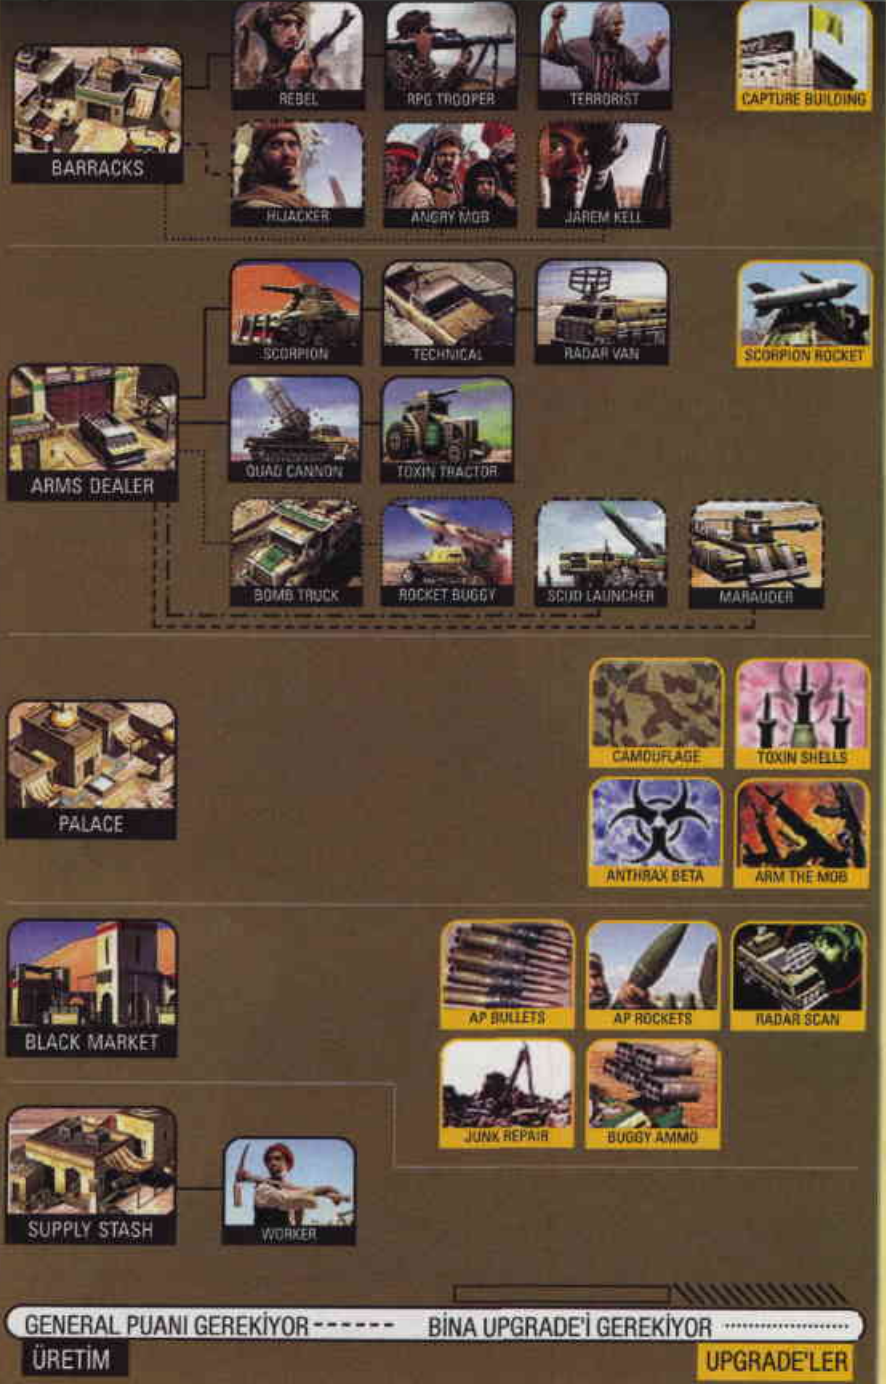 REBEL
RPG TROOPER
TERRORIST
CAPTURE BUILDING
BARRACKS
HIJACKER
ANGRY MOB
JAREM KELL
SCORPION
TECHNICAL
RADAR VAN
SCORPION ROCKET
ARMS DEALER
QUAD CANNON
TOXIN TRACTOR
BOMB TRUCK
ROCKET BUGGY
SCUD LAUNCHER
MARAUDER
CAMOUFLAGE
TOXIN SHELLS
PALACE
ANTHRAX BETA
ARM THE MOB
BLACK MARKET
AP BULLETS
AP ROCKETS
RADAR SCAN
JUNK REPAIR
BUGGY AMMO
SUPPLY STASH
WORKER
GENERAL PUANI GEREKİYOR
BİNA UPGRADE'İ GEREKİYOR
ÜRETİM
UPGRADE'LER